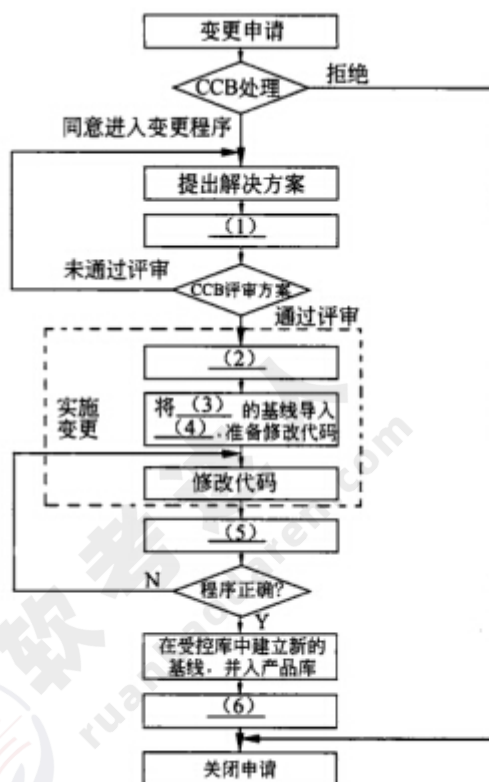 变更申请
CCB处理
拒绝
同意进入变更程序
提出解决方案
(1)
未通过评审
CCB评审方案
通过评审
(2)
实施
变更
将 (3) 的基线导入
(4) .准备修改代码
修改代码
(5)
N
程序正确?
Y
在受控库中建立新的
基线，并入产品库
(6)
关闭申请